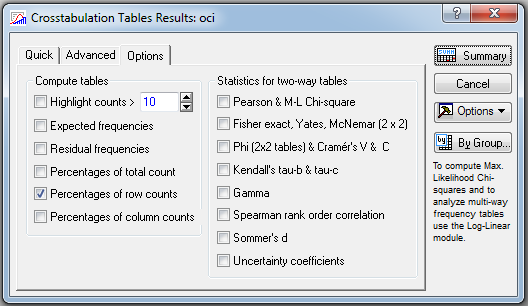 Crosstabulation Tables Results: oci
? X
Quick Advanced Options
Compute tables
Highlight counts > 10
Expected frequencies
Residual frequencies
Percentages of total count
Percentages of row counts
Percentages of column counts
Statistics for two-way tables
Pearson & M-L Chi-square
Fisher exact, Yates, McNemar (2 x 2)
Phi (2x2 tables) & Cramér's V & C
Kendall's tau-b & tau-c
Gamma
Spearman rank order correlation
Sommer's d
Uncertainty coefficients
Summary
Cancel
Options
By Group...
To compute Max.
Likelihood Chi-
squares and to
analyze multi-way
frequency tables
use the Log-Linear
module.